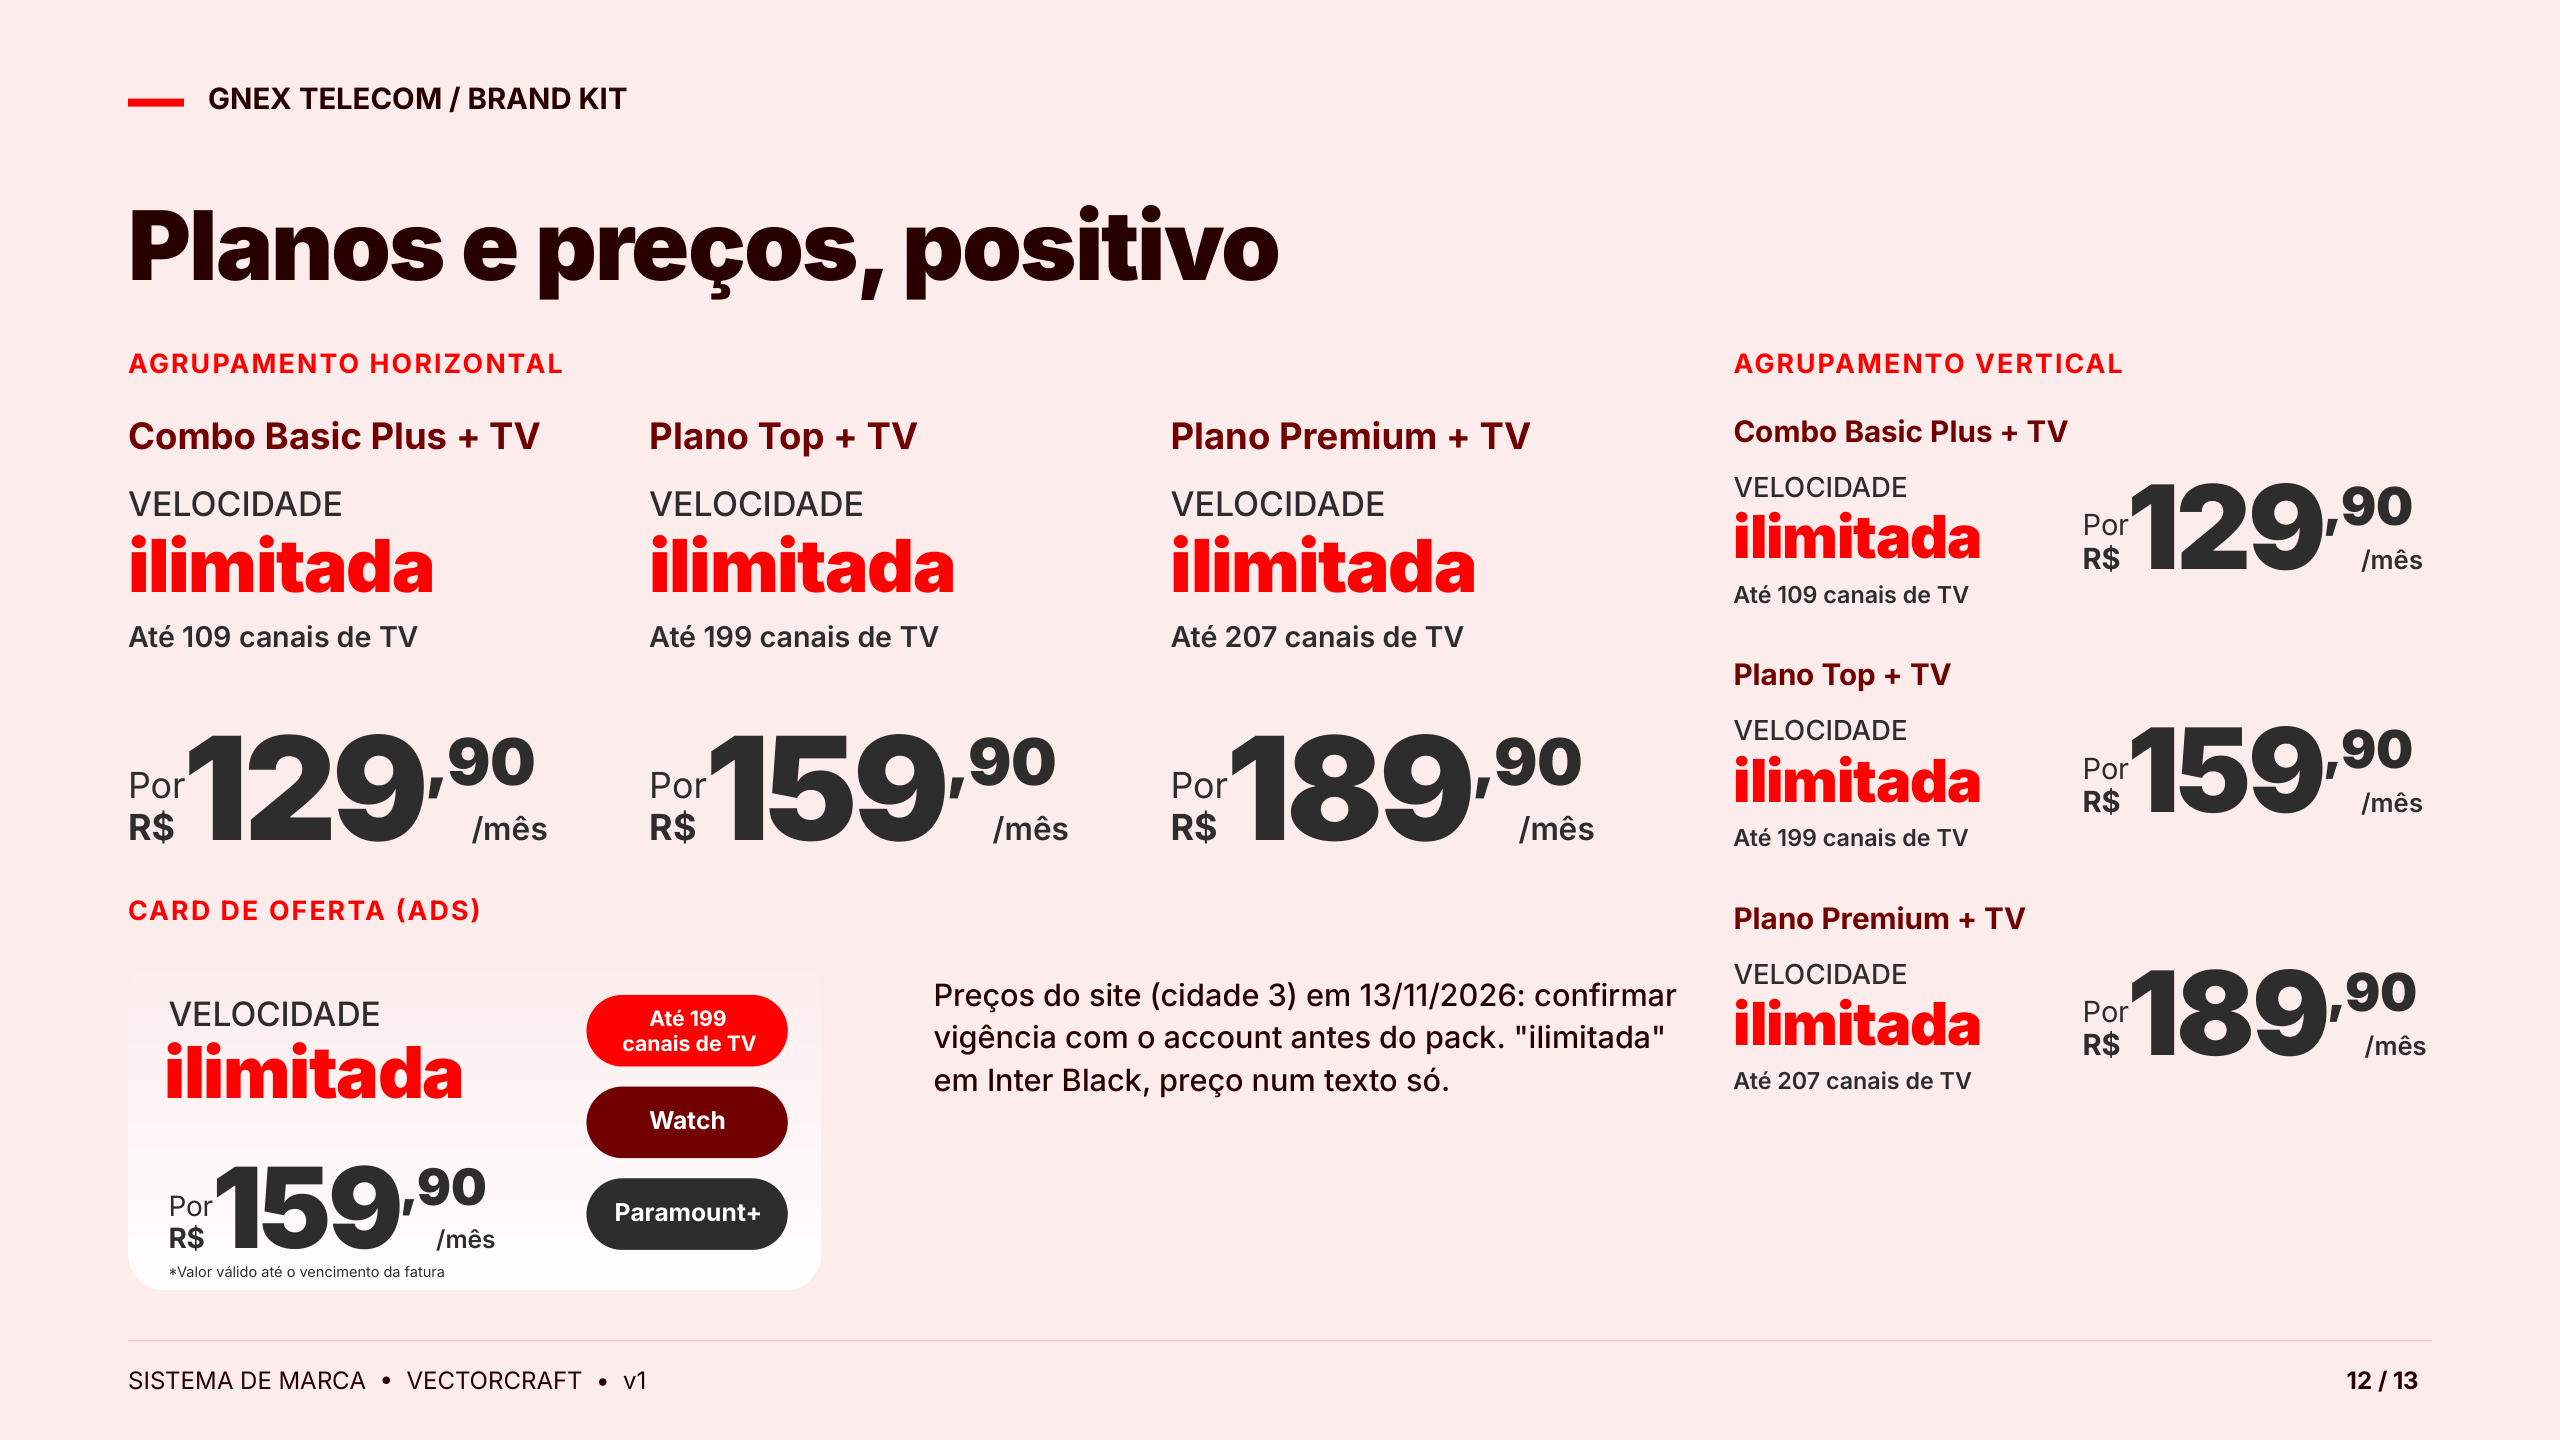 GNEX TELECOM / BRAND KIT
Planos e preços, positivo
AGRUPAMENTO HORIZONTAL
Combo Basic Plus + TV
VELOCIDADE
ilimitada
Até 109 canais de TV
Por
R$
129,90
/mês
Plano Top + TV
VELOCIDADE
ilimitada
Até 199 canais de TV
Por
R$
159,90
/mês
Plano Premium + TV
VELOCIDADE
ilimitada
Até 207 canais de TV
Por
R$
189,90
/mês
AGRUPAMENTO VERTICAL
Combo Basic Plus + TV
VELOCIDADE
ilimitada
Até 109 canais de TV
Por
R$
129,90
/mês
Plano Top + TV
VELOCIDADE
ilimitada
Até 199 canais de TV
Por
R$
159,90
/mês
Plano Premium + TV
VELOCIDADE
ilimitada
Até 207 canais de TV
Por
R$
189,90
/mês
CARD DE OFERTA (ADS)
VELOCIDADE
ilimitada
Por
R$
159,90
/mês
*Valor válido até o vencimento da fatura
Até 199
canais de TV
Watch
Paramount+
Preços do site (cidade 3) em 13/11/2026: confirmar
vigência com o account antes do pack. "ilimitada"
em Inter Black, preço num texto só.
SISTEMA DE MARCA • VECTORCRAFT • v1
12 / 13